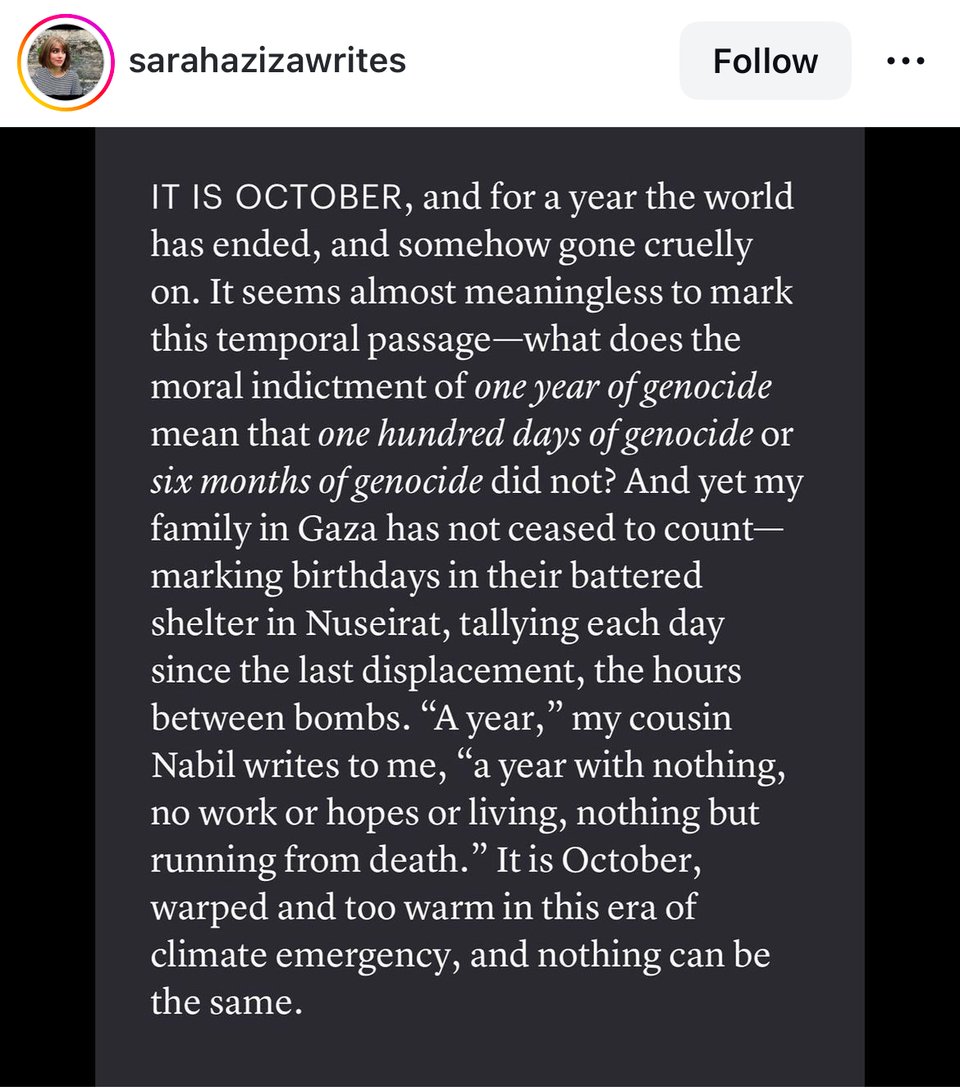 sarahazizawrites
Follow
IT IS OCTOBER, and for a year the world
has ended, and somehow gone cruelly
on. It seems almost meaningless to mark
this temporal passage—what does the
moral indictment of one year of genocide
mean that one hundred days of genocide or
six months of genocide did not? And yet my
family in Gaza has not ceased to count—
marking birthdays in their battered
shelter in Nuseirat, tallying each day
since the last displacement, the hours
between bombs. “A year,” my cousin
Nabil writes to me, “a year with nothing,
no work or hopes or living, nothing but
running from death.” It is October,
warped and too warm in this era of
climate emergency, and nothing can be
the same.